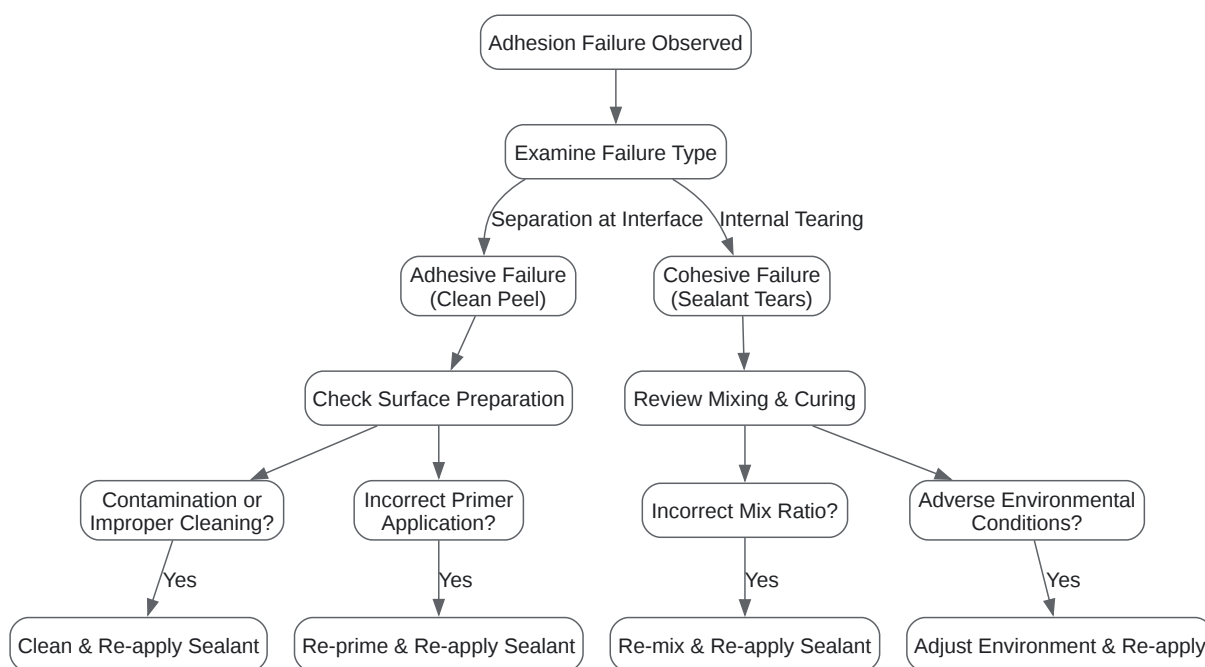 Adhesion Failure Observed
Examine Failure Type
Separation at Interface
Internal Tearing
Adhesive Failure
(Clean Peel)
Cohesive Failure
(Sealant Tears)
Check Surface Preparation
Review Mixing & Curing
Contamination or
Improper Cleaning?
Incorrect Primer
Application?
Incorrect Mix Ratio?
Adverse Environmental
Conditions?
Yes
Yes
Yes
Yes
Clean & Re-apply Sealant
Re-prime & Re-apply Sealant
Re-mix & Re-apply Sealant
Adjust Environment & Re-apply